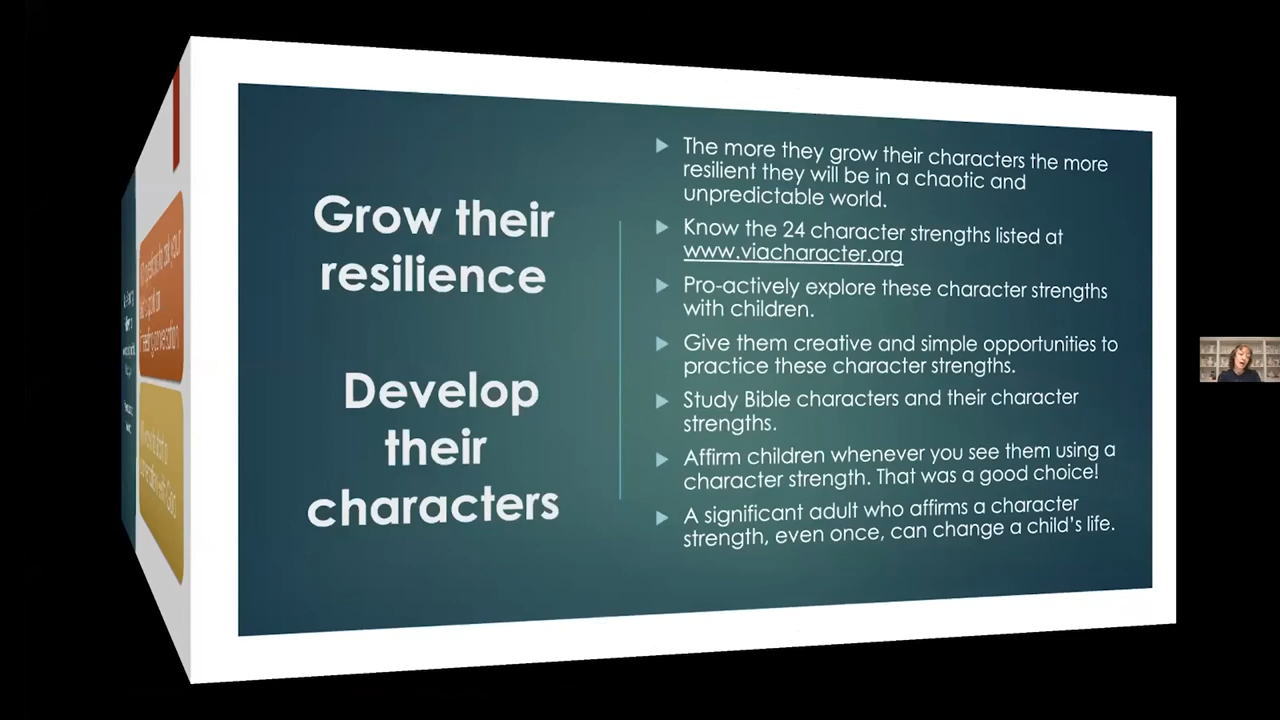 Grow their
resilience
Develop
their
characters
The more they grow their characters the more
resilient they will be in a chaotic and
unpredictable world.
Know the 24 character strengths listed at
www.viacharacter.org
Pro-actively explore these character strengths
with children.
Give them creative and simple opportunities to
practice these character strengths.
Study Bible characters and their character
strengths.
Affirm children whenever you see them using a
character strength. That was a good choice!
A significant adult who affirms a character
strength, even once, can change a child's life.